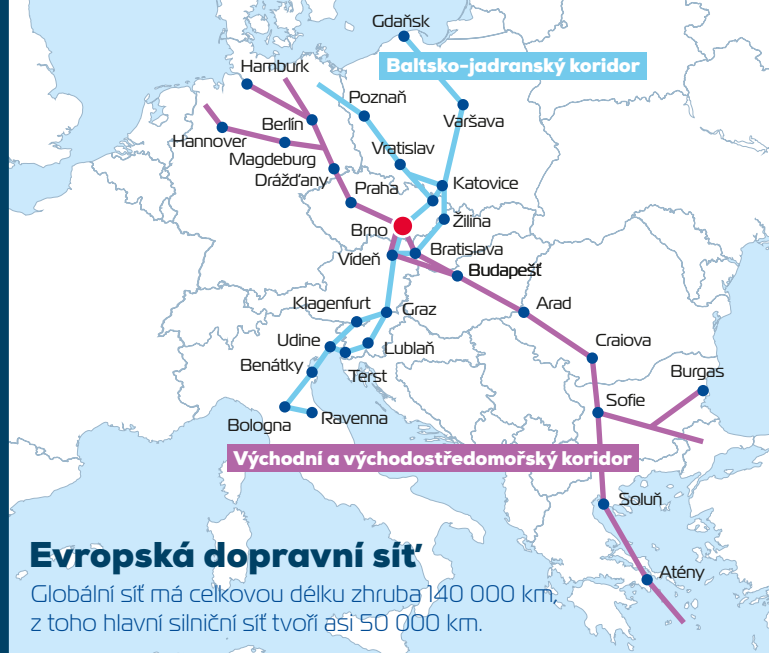 Gdaňsk
Baltsko-jadranský koridor
Hamburk
Poznaň
Varšava
Berlín
Hannover
Vratislav
Magdeburg
Drážďany
Katovice
Praha
Žilina
Brno
Bratislava
Vídeň
Budapešť
Klagenfurt
Graz
Arad
Udine
Lublaň
Craiova
Benátky
Terst
Burgas
Sofie
Bologna
Ravenna
Východní a východostředomořský koridor
Soluň
Atény
Evropská dopravní síť
Globální síť má celkovou délku zhruba 140 000 km,
z toho hlavní silniční síť tvoří asi 50 000 km.